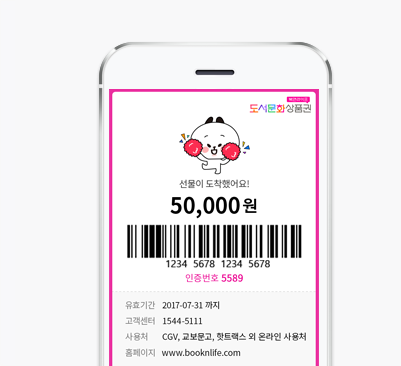 도서문화상품권
선물이 도착했어요!
50,000원
1234 5678 1234 5678
인증번호 5589
유효기간 2017-07-31 까지
고객센터 1544-5111
사용처 CGV, 교보문고, 핫트랙스 외 온라인 사용처
홈페이지 www.booknlife.com